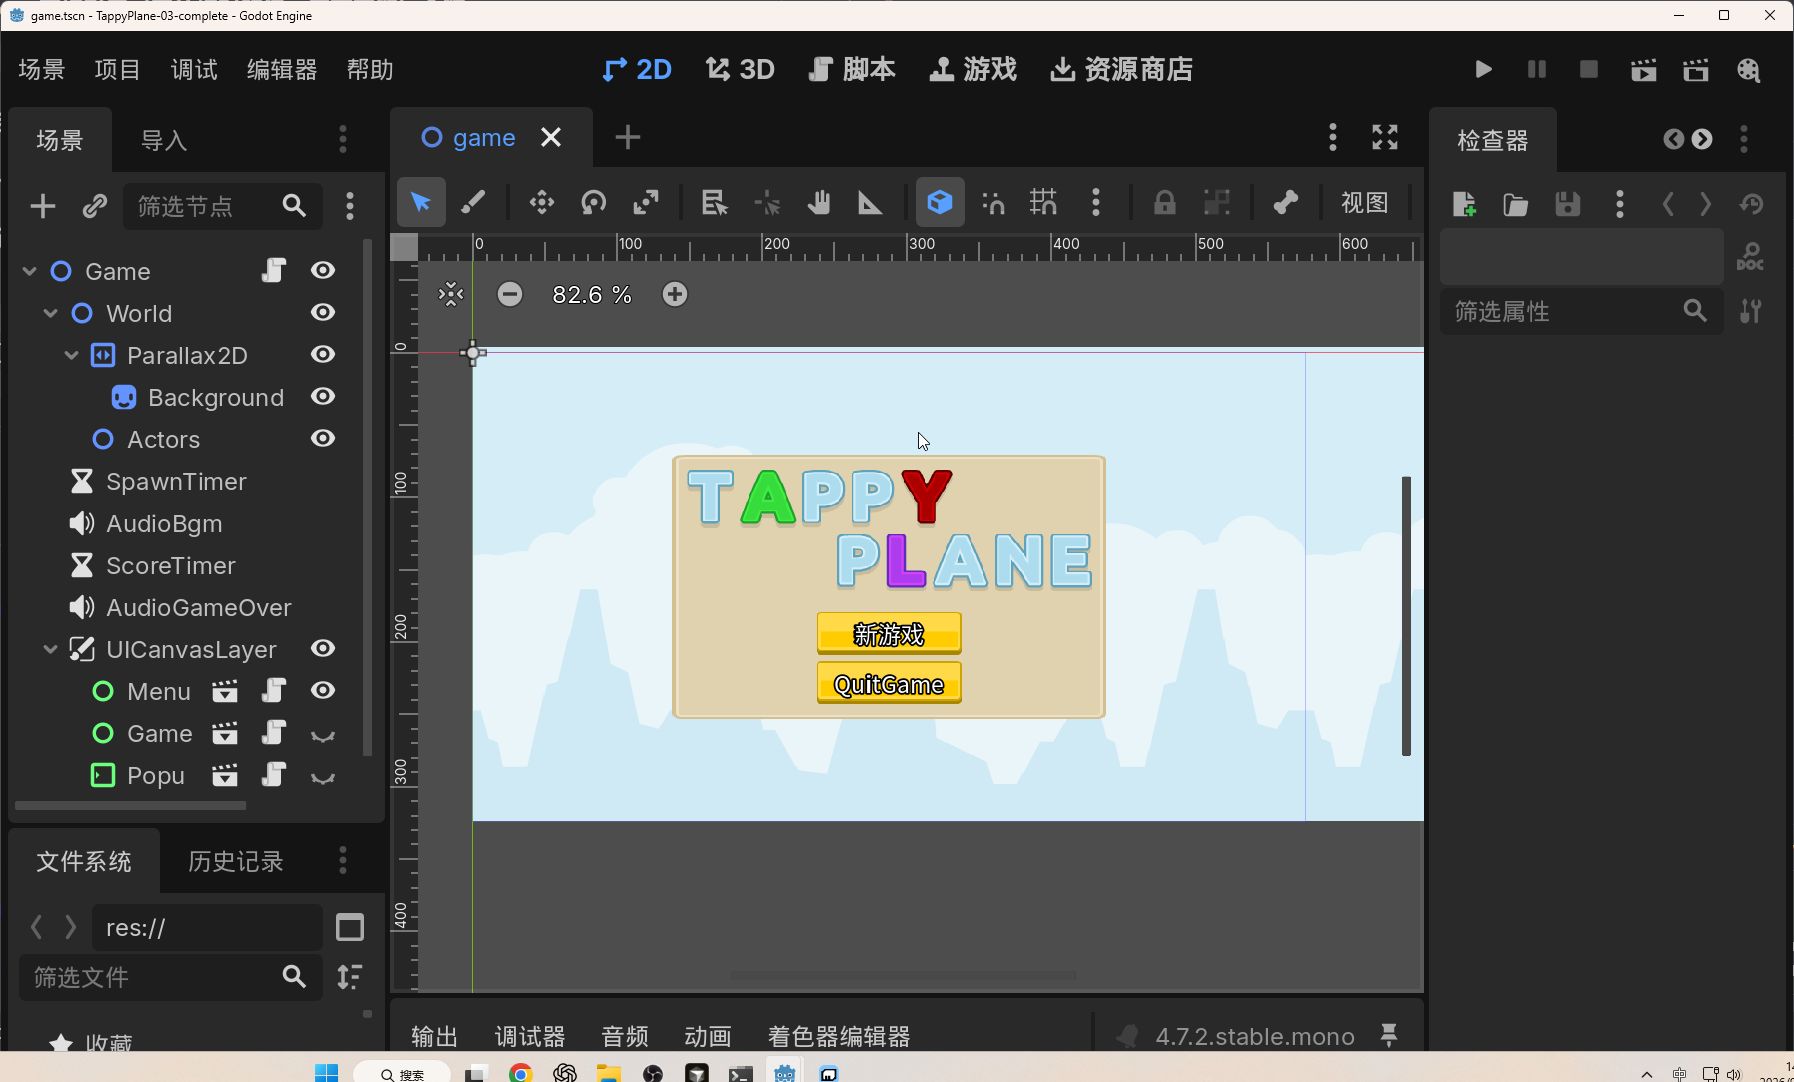 game.tscn - TappyPlane-03-complete - Godot Engine
场景 项目 调试 编辑器 帮助 2D 3D 脚本 游戏 资源商店
场景 导入 game 检查器
筛选节点 视图
0 100 200 300 400 500 600
82.6 %
Game
World
Parallax2D
Background
Actors
SpawnTimer
AudioBgm
ScoreTimer
AudioGameOver
UICanvasLayer
Menu
Game
Popu
0
100
200
300
400
TAPPY
PLANE
新游戏
QuitGame
DOC
筛选属性
文件系统 历史记录
res://
筛选文件
收藏
输出 调试器 音频 动画 着色器编辑器 4.7.2.stable.mono
搜索 中